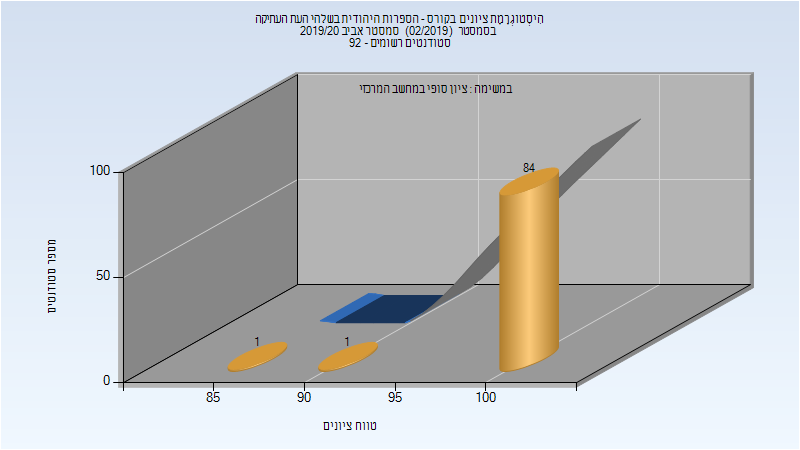 היסטוגרמת ציונים בקורס - הספרות היהודית בשלהי העת העתיקה
בסמסטר (02/2019) סמסטר אביב 2019/20
סטודנטים רשומים - 92
במשימה : ציון סופי במחשב המרכזי
84
100
50
0
1
1
מספר סטודנטים
85
90
95
100
טווח ציונים